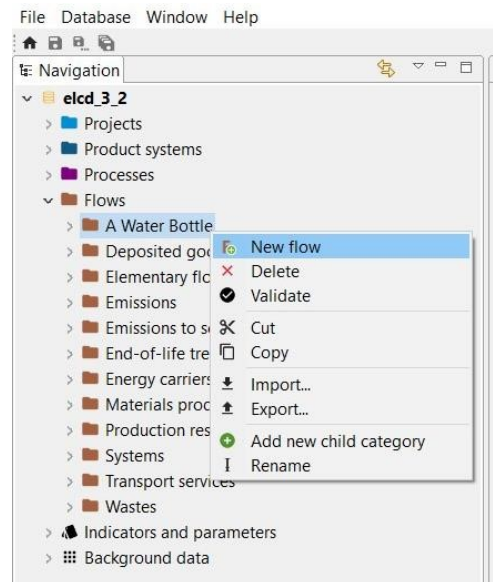 File Database Window Help
Navigation
elcd_3_2
Projects
Product systems
Processes
Flows
A Water Bottle
New flow
Deposited go
Delete
Elementary flo
Validate
Emissions
Emissions to s
Cut
End-of-life tre
Copy
Energy carriers
Import...
Materials proc
Export...
Production res
Add new child category
Systems
Rename
Transport services
Wastes
Indicators and parameters
Background data